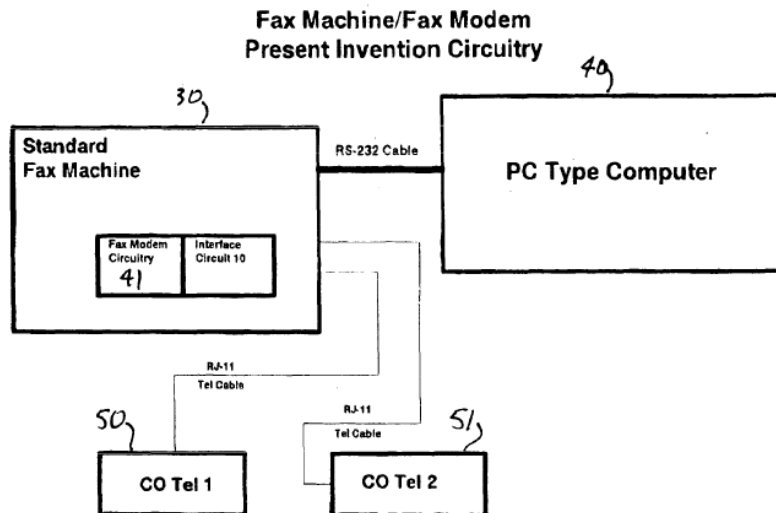 Fax Machine/Fax Modem
Present Invention Circuitry
30
40
Standard
Fax Machine
RS-232 Cable
PC Type Computer
Fax Modem
Circuitry
41
Interface
Circuit 10
RJ-11
Tel Cable
RJ-11
Tel Cable
50
51
CO Tel 1
CO Tel 2